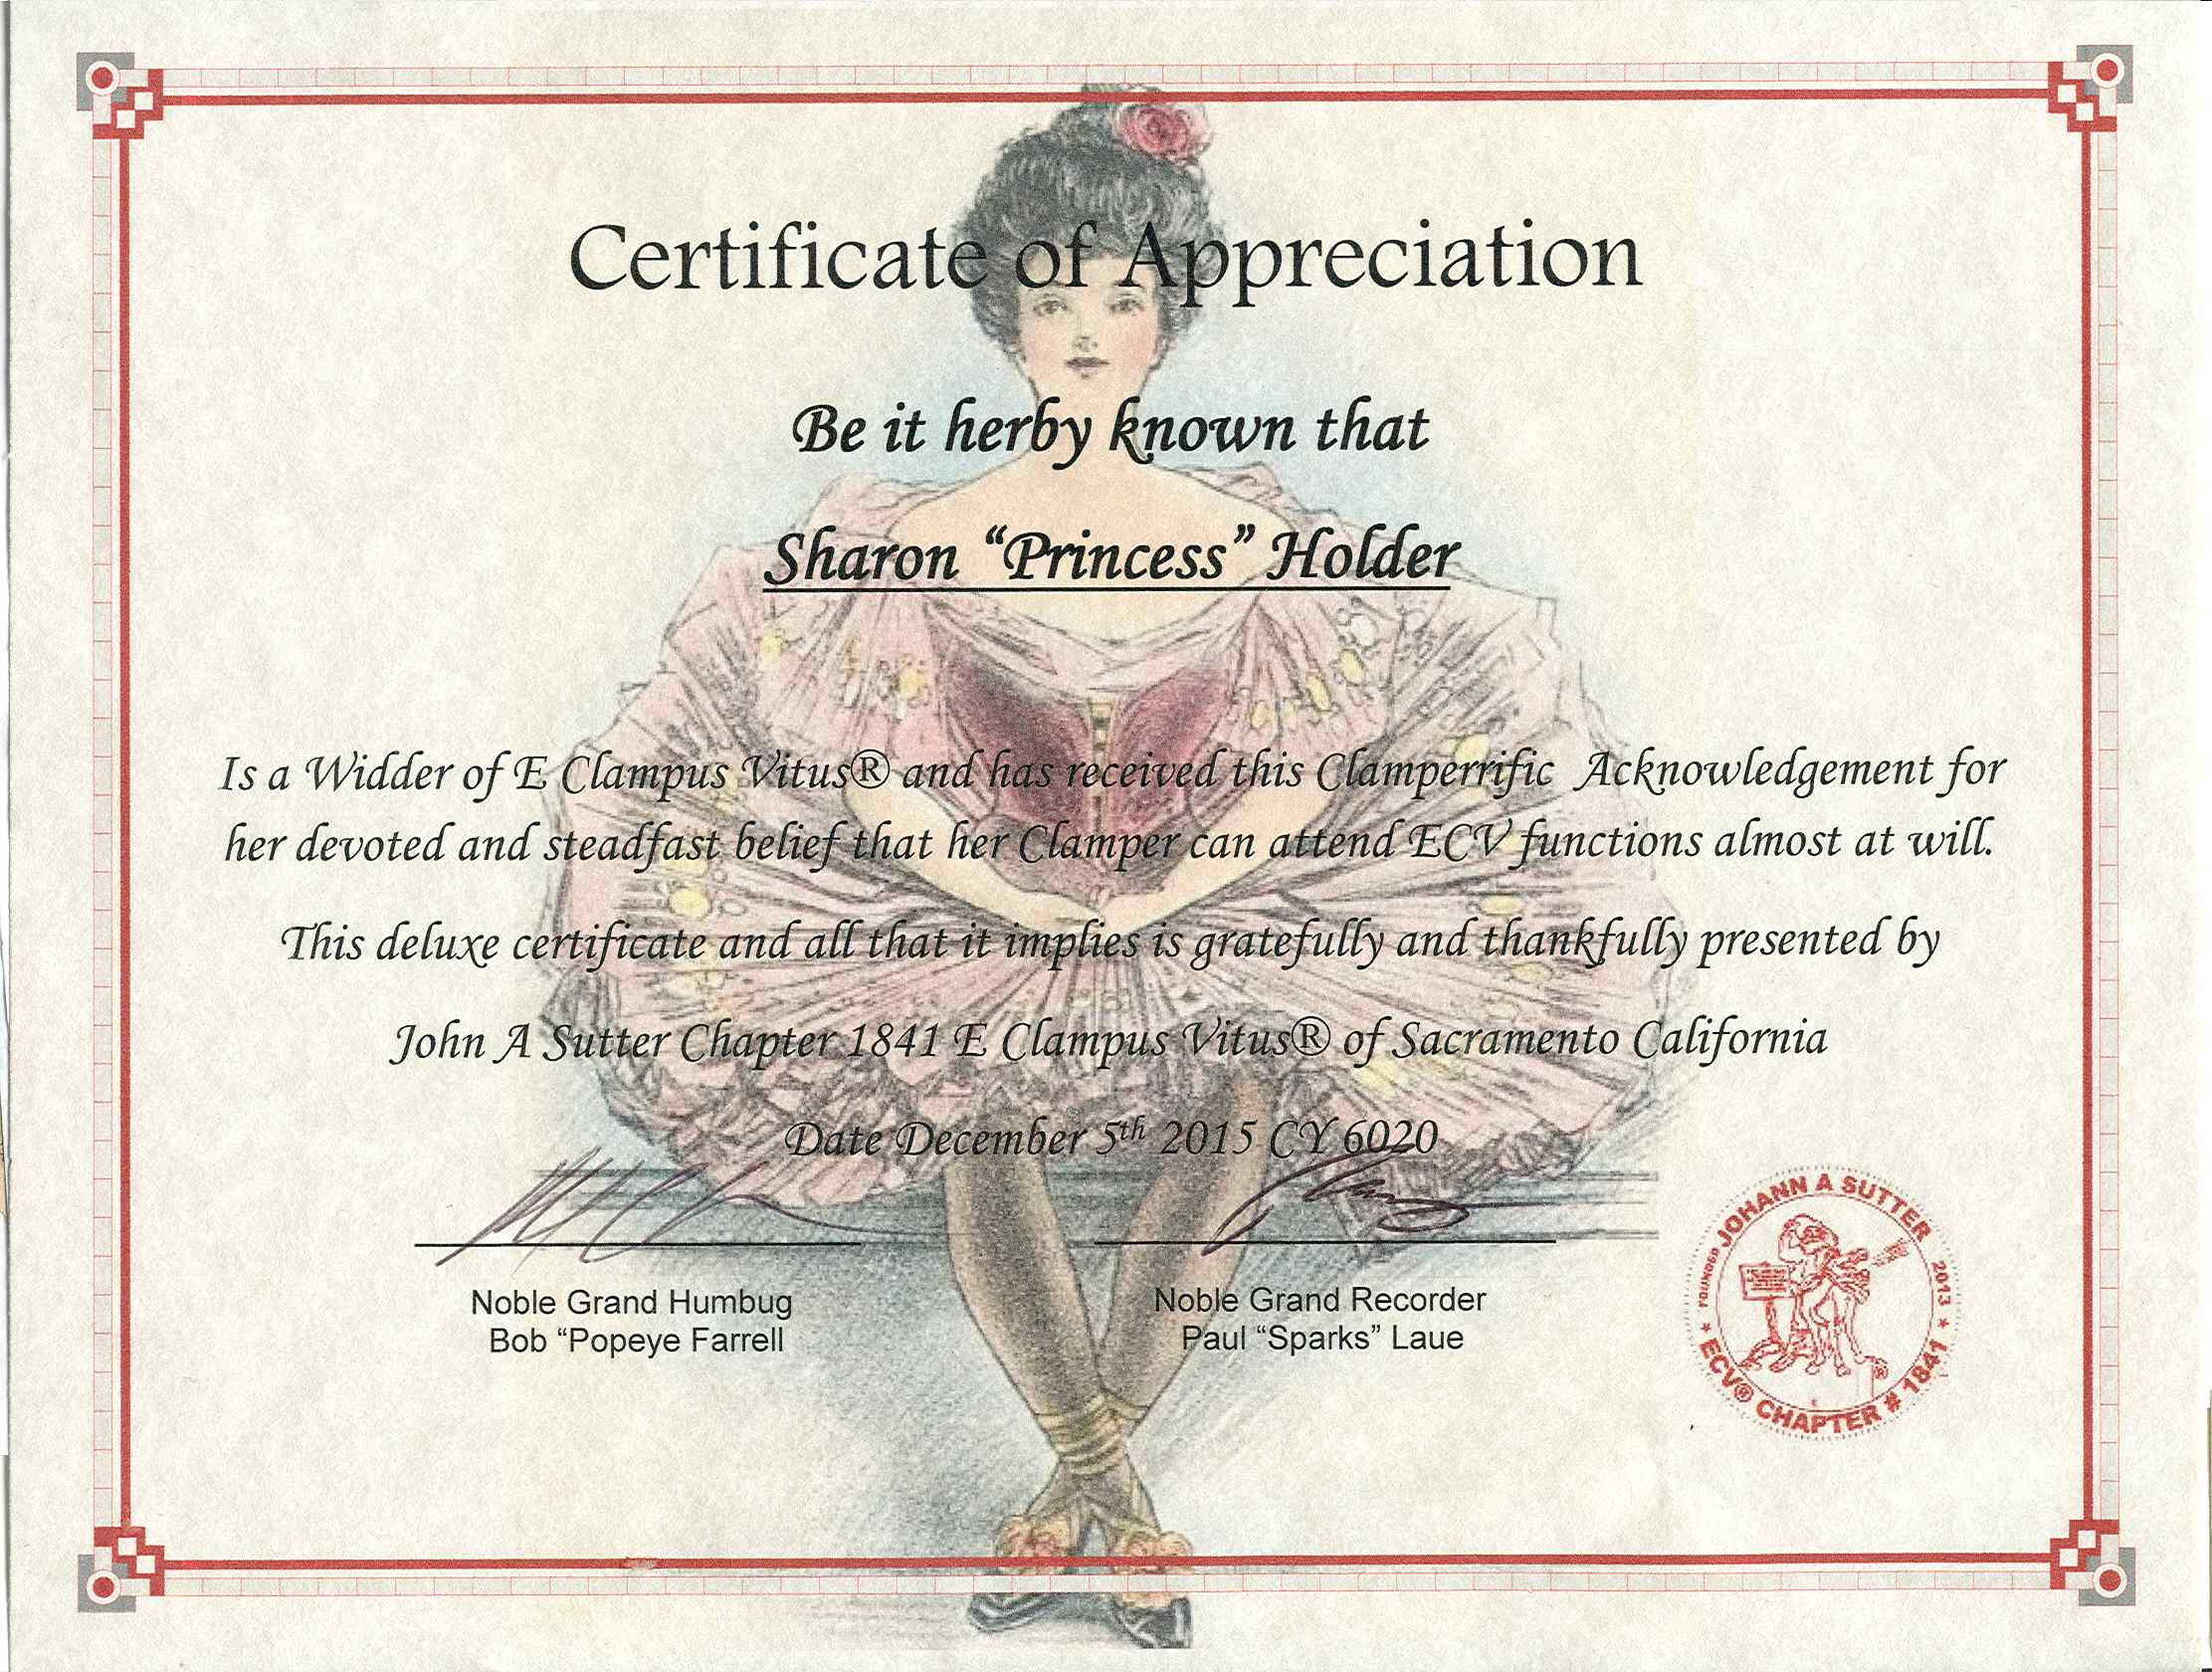 Certificate of Appreciation
Be it herby known that
Sharon “Princess” Holder
Is a Widder of E Clampus Vitus® and has received this Clamperrific Acknowledgement for
her devoted and steadfast belief that her Clamper can attend ECV functions almost at will.
This deluxe certificate and all that it implies is gratefully and thankfully presented by
John A Sutter Chapter 1841 E Clampus Vitus® of Sacramento California
Date December 5th 2015 CY 6020
Noble Grand Humbug
Bob “Popeye Farrell
Noble Grand Recorder
Paul “Sparks” Laue
FOUNDED JOHANN A SUTTER 2013
★ ECV® CHAPTER # 1841 ★
®